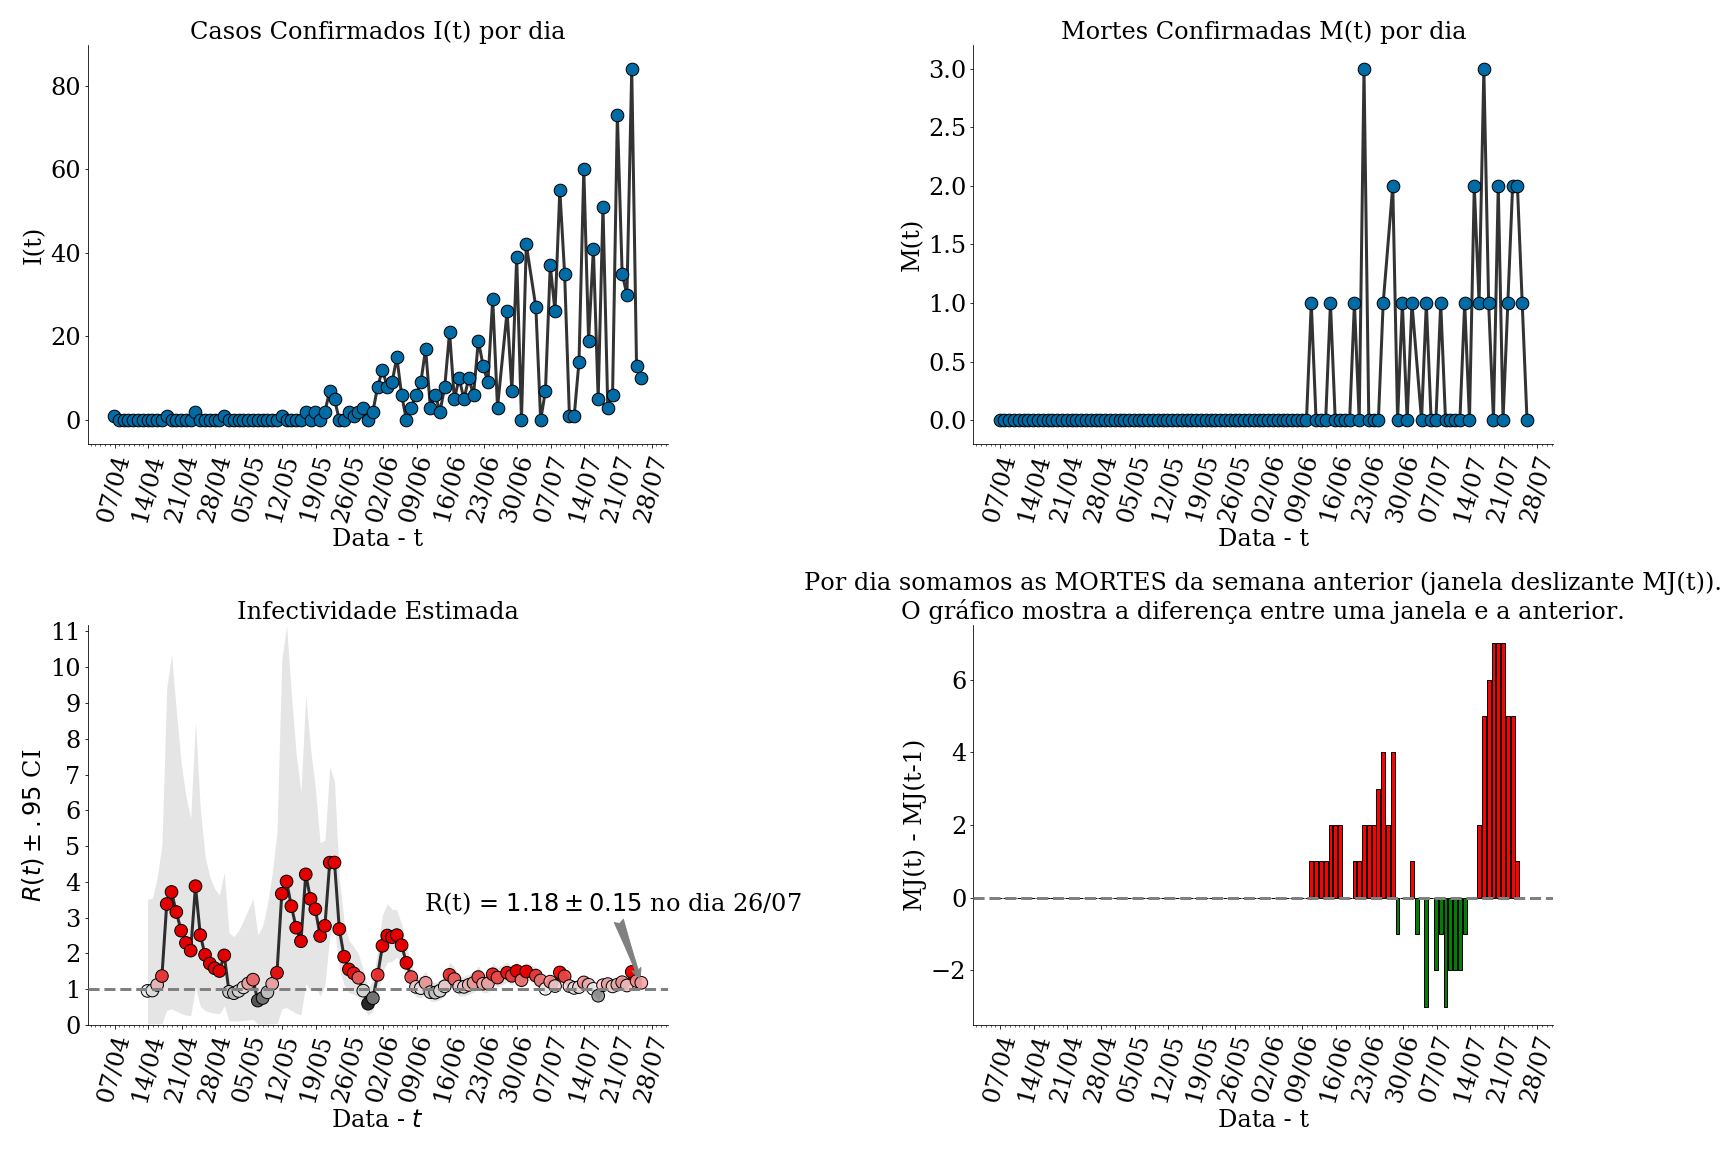 Casos Confirmados I(t) por dia
I(t)
80
60
40
20
0
07/04 14/04 21/04 28/04 05/05 12/05 19/05 26/05 02/06 09/06 16/06 23/06 30/06 07/07 14/07 21/07 28/07
Data - t
Mortes Confirmadas M(t) por dia
M(t)
3.0
2.5
2.0
1.5
1.0
0.5
0.0
07/04 14/04 21/04 28/04 05/05 12/05 19/05 26/05 02/06 09/06 16/06 23/06 30/06 07/07 14/07 21/07 28/07
Data - t
Infectividade Estimada
R(t) ± .95 CI
11
10
9
8
7
6
5
4
3
2
1
0
R(t) = 1.18 ± 0.15 no dia 26/07
07/04 14/04 21/04 28/04 05/05 12/05 19/05 26/05 02/06 09/06 16/06 23/06 30/06 07/07 14/07 21/07 28/07
Data - t
Por dia somamos as MORTES da semana anterior (janela deslizante MJ(t)).
O gráfico mostra a diferença entre uma janela e a anterior.
MJ(t) - MJ(t-1)
6
4
2
0
−2
07/04 14/04 21/04 28/04 05/05 12/05 19/05 26/05 02/06 09/06 16/06 23/06 30/06 07/07 14/07 21/07 28/07
Data - t